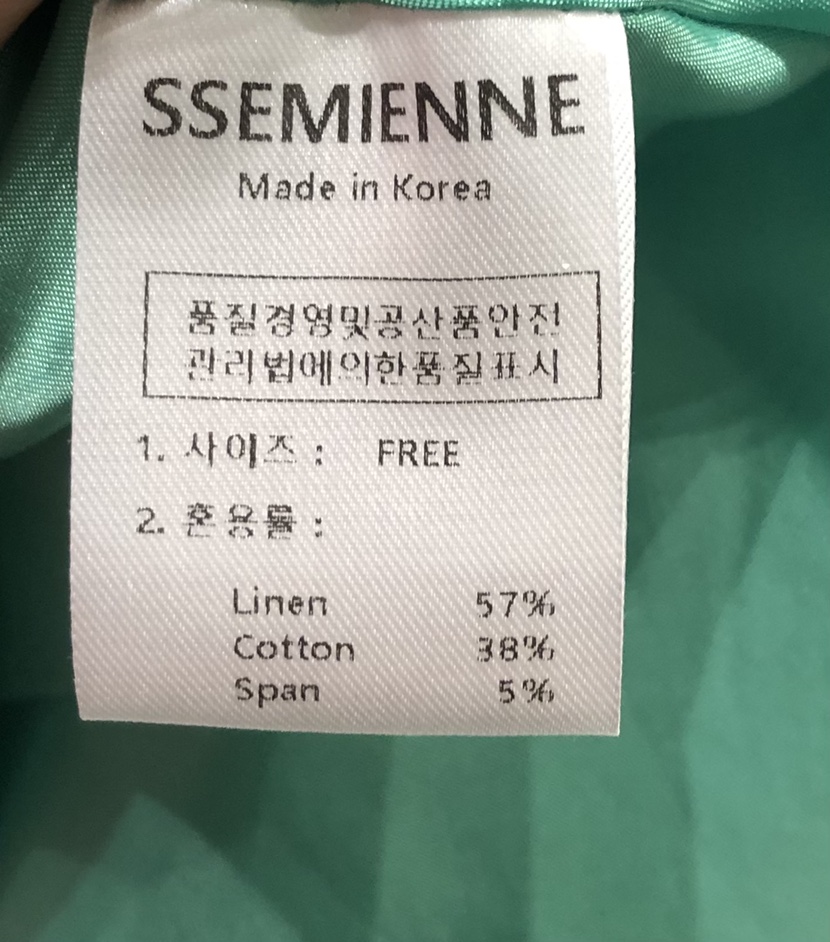 SSEMIENNE
Made in Korea
품질경영및공산품안전
관리법에의한품질표시
1. 사이즈 : FREE
2. 혼용률 :
Linen 57%
Cotton 38%
Span 5%